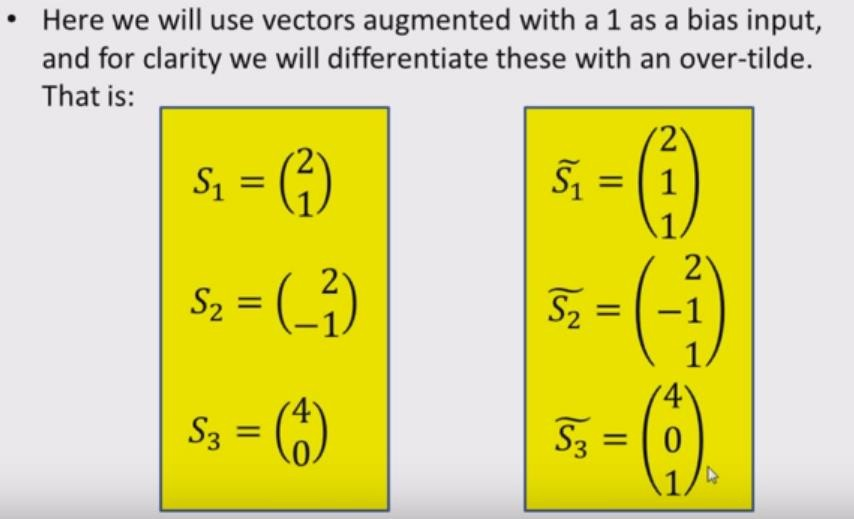 • Here we will use vectors augmented with a 1 as a bias input,
and for clarity we will differentiate these with an over-tilde.
That is:
S₁ = (2 1)
S₂ = (2 −1)
S₃ = (4 0)
S̃₁ = (2 1 1)
S̃₂ = (2 −1 1)
S̃₃ = (4 0 1)